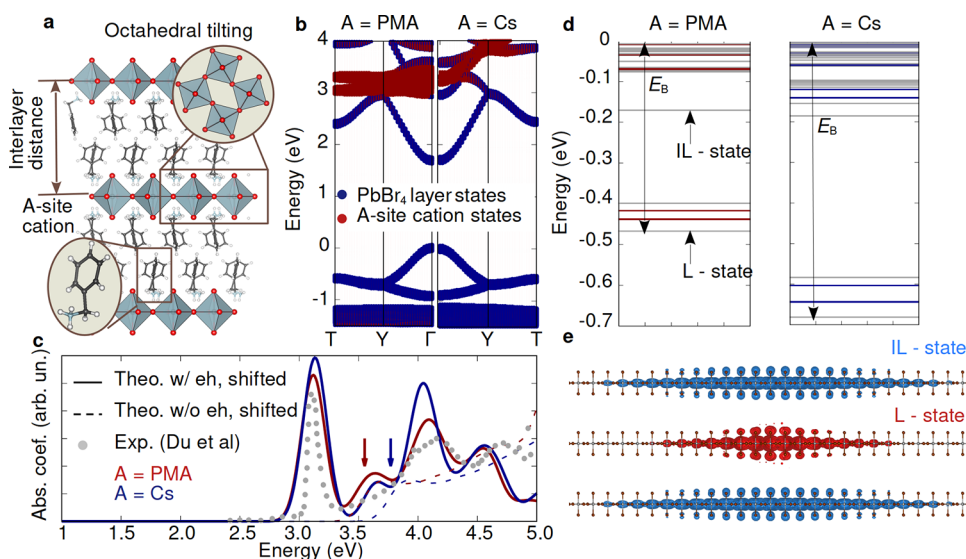 a
Octahedral tilting
Interlayer
distance
A-site
cation
b
A = PMA
A = Cs
Energy (eV)
4
3
2
1
0
-1
PbBr4 layer states
A-site cation states
T
Y
Γ
Y
T
c
Abs. coef. (arb. un.)
Theo. w/ eh, shifted
Theo. w/o eh, shifted
Exp. (Du et al)
A = PMA
A = Cs
1
1.5
2.0
2.5
3.0
3.5
4.0
4.5
5.0
Energy (eV)
d
A = PMA
A = Cs
Energy (eV)
0
-0.1
-0.2
-0.3
-0.4
-0.5
-0.6
-0.7
EB
IL - state
L - state
EB
e
IL - state
L - state